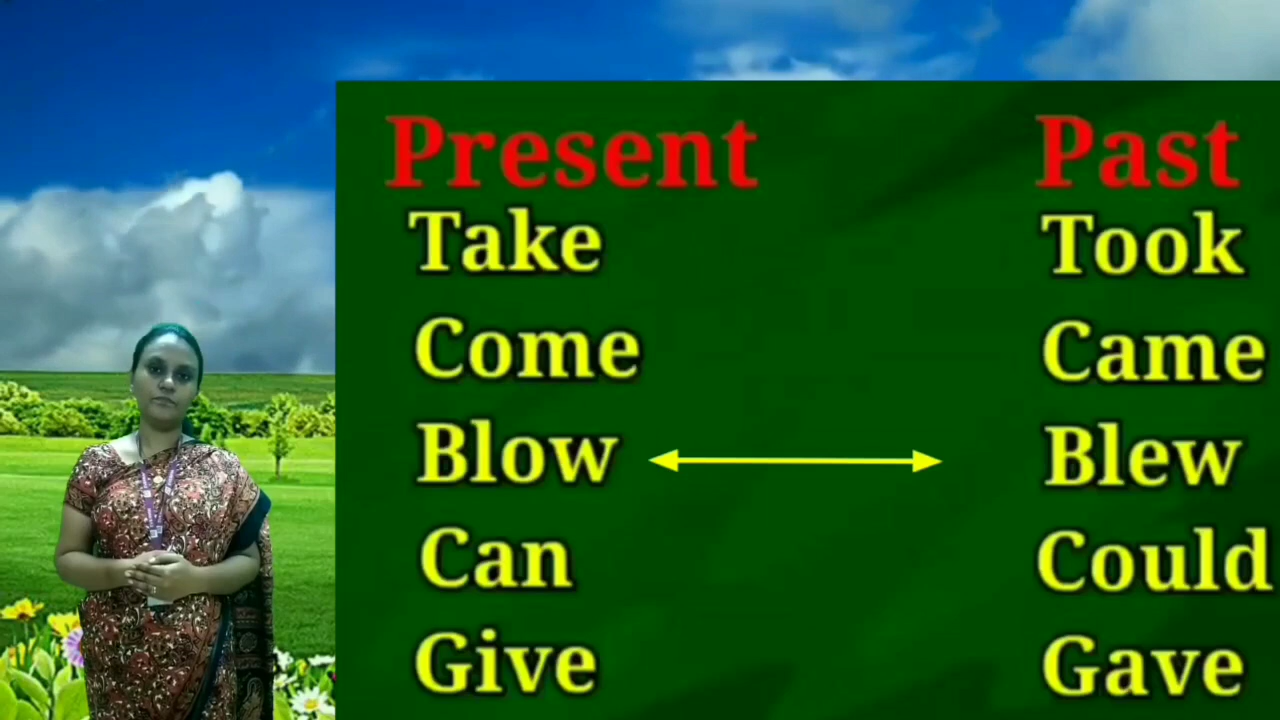 Present Past
Take Took
Come Came
Blow Blew
Can Could
Give Gave